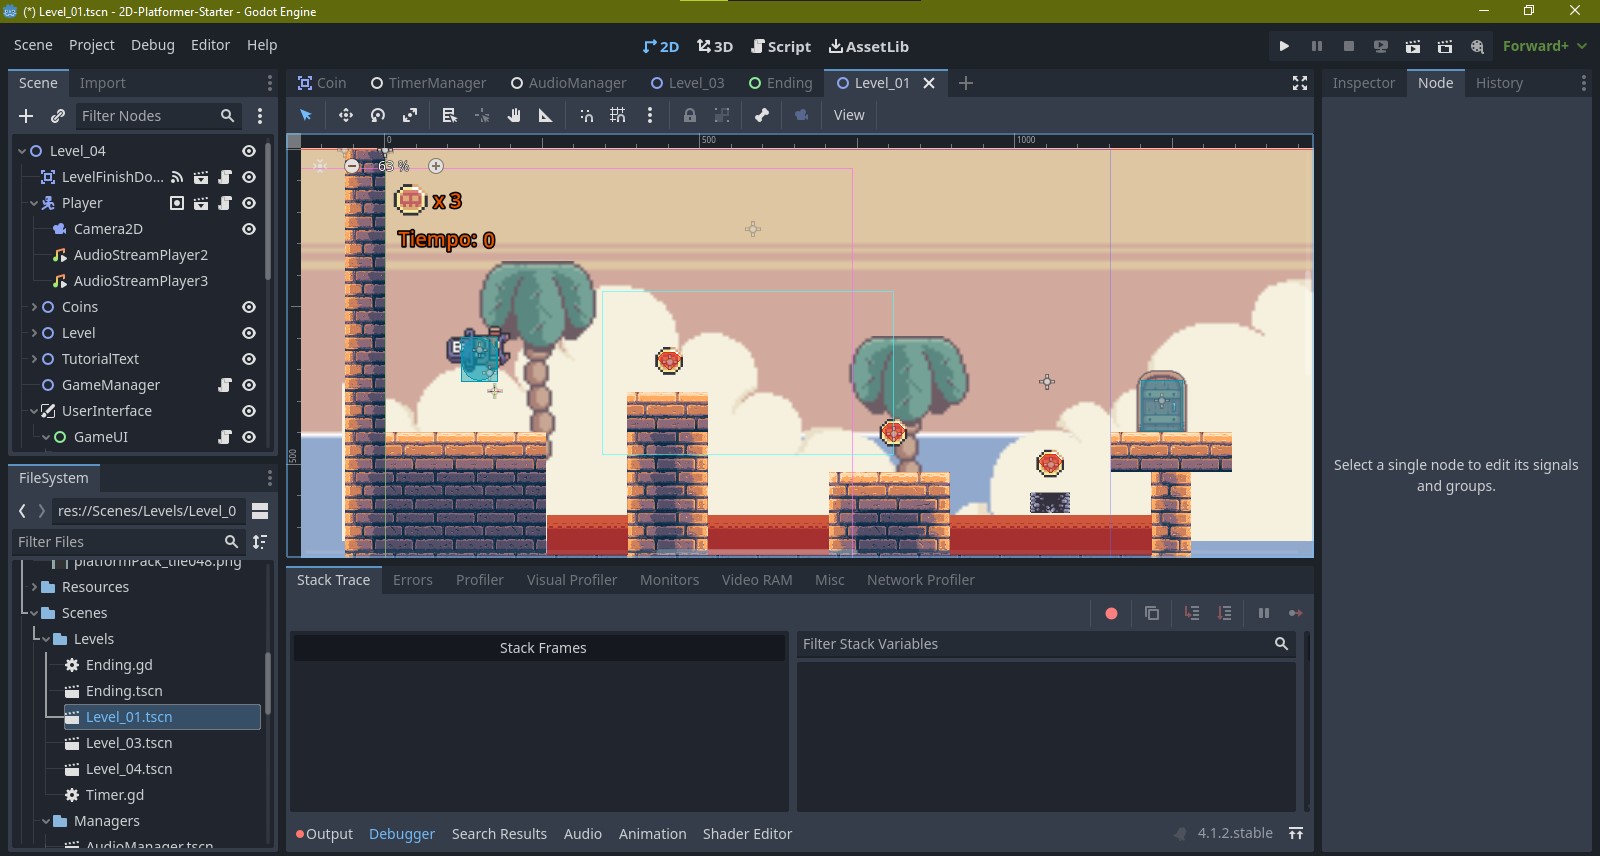 (*) Level_01.tscn - 2D-Platformer-Starter - Godot Engine
Scene Project Debug Editor Help
2D 3D Script AssetLib
Forward+
Scene Import
Coin TimerManager AudioManager Level_03 Ending Level_01
Inspector Node History
Filter Nodes
View
Level_04
LevelFinishDo...
Player
Camera2D
AudioStreamPlayer2
AudioStreamPlayer3
Coins
Level
TutorialText
GameManager
UserInterface
GameUI
0 500 1000
63 %
x 3
Tiempo: 0
500
Select a single node to edit its signals
and groups.
FileSystem
res://Scenes/Levels/Level_0
Filter Files
platformPack_tile048.png
Resources
Scenes
Levels
Ending.gd
Ending.tscn
Level_01.tscn
Level_03.tscn
Level_04.tscn
Timer.gd
Managers
AudioManager.tscn
Stack Trace Errors Profiler Visual Profiler Monitors Video RAM Misc Network Profiler
Stack Frames
Filter Stack Variables
Output Debugger Search Results Audio Animation Shader Editor
4.1.2.stable